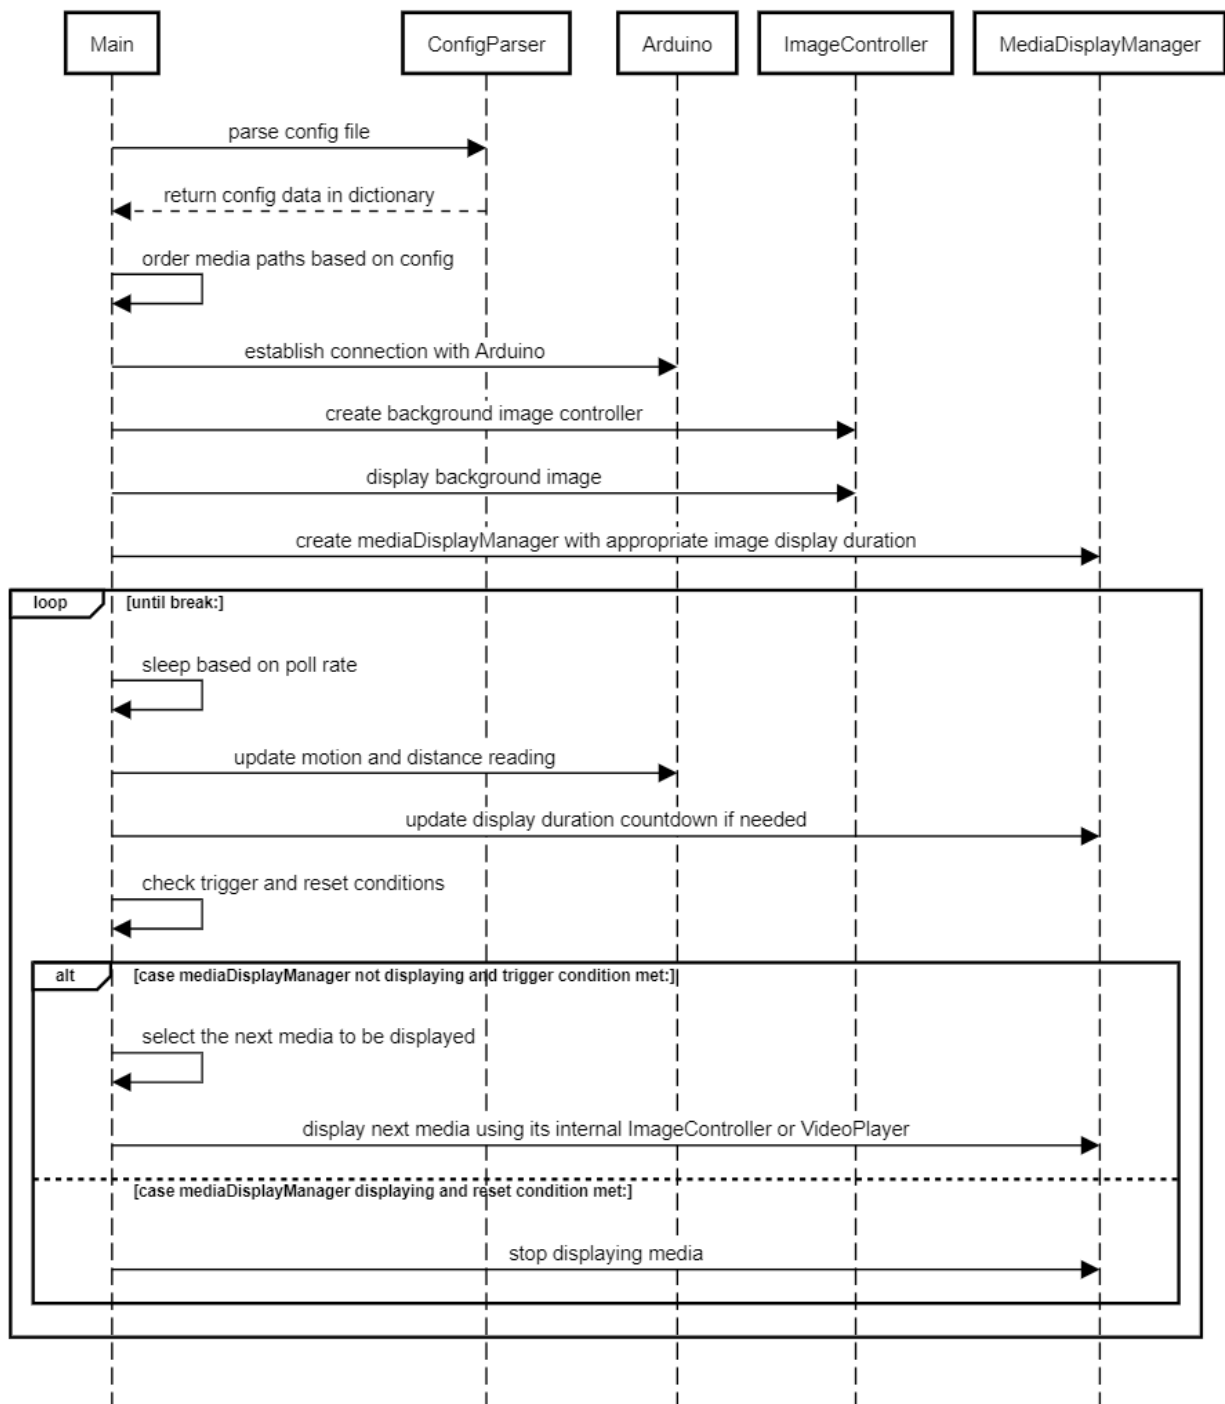 Main
ConfigParser
Arduino
ImageController
MediaDisplayManager
parse config file
return config data in dictionary
order media paths based on config
establish connection with Arduino
create background image controller
display background image
create mediaDisplayManager with appropriate image display duration
loop
[until break:]
sleep based on poll rate
update motion and distance reading
update display duration countdown if needed
check trigger and reset conditions
alt
[case mediaDisplayManager not displaying and trigger condition met:]
select the next media to be displayed
display next media using its internal ImageController or VideoPlayer
[case mediaDisplayManager displaying and reset condition met:]
stop displaying media